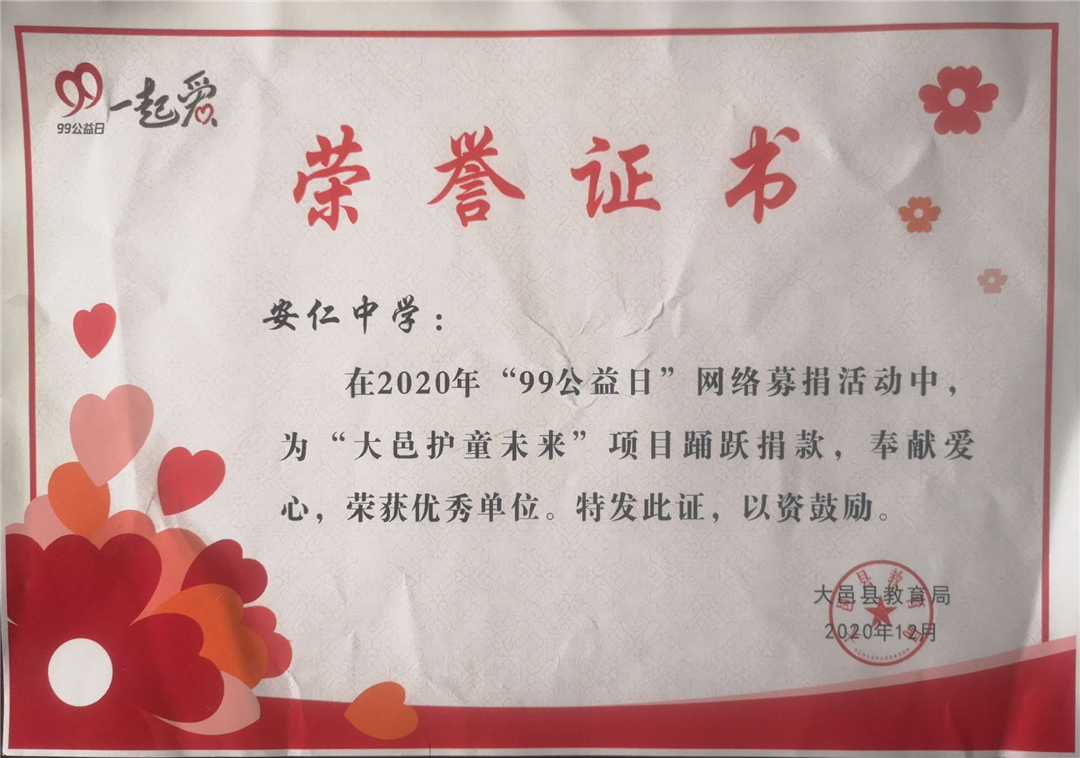 99公益日
一起爱
荣誉证书
安仁中学：
在2020年“99公益日”网络募捐活动中，
为“大邑护童未来”项目踊跃捐款，奉献爱
心，荣获优秀单位。特发此证，以资鼓励。
大邑县教育局
2020年12月